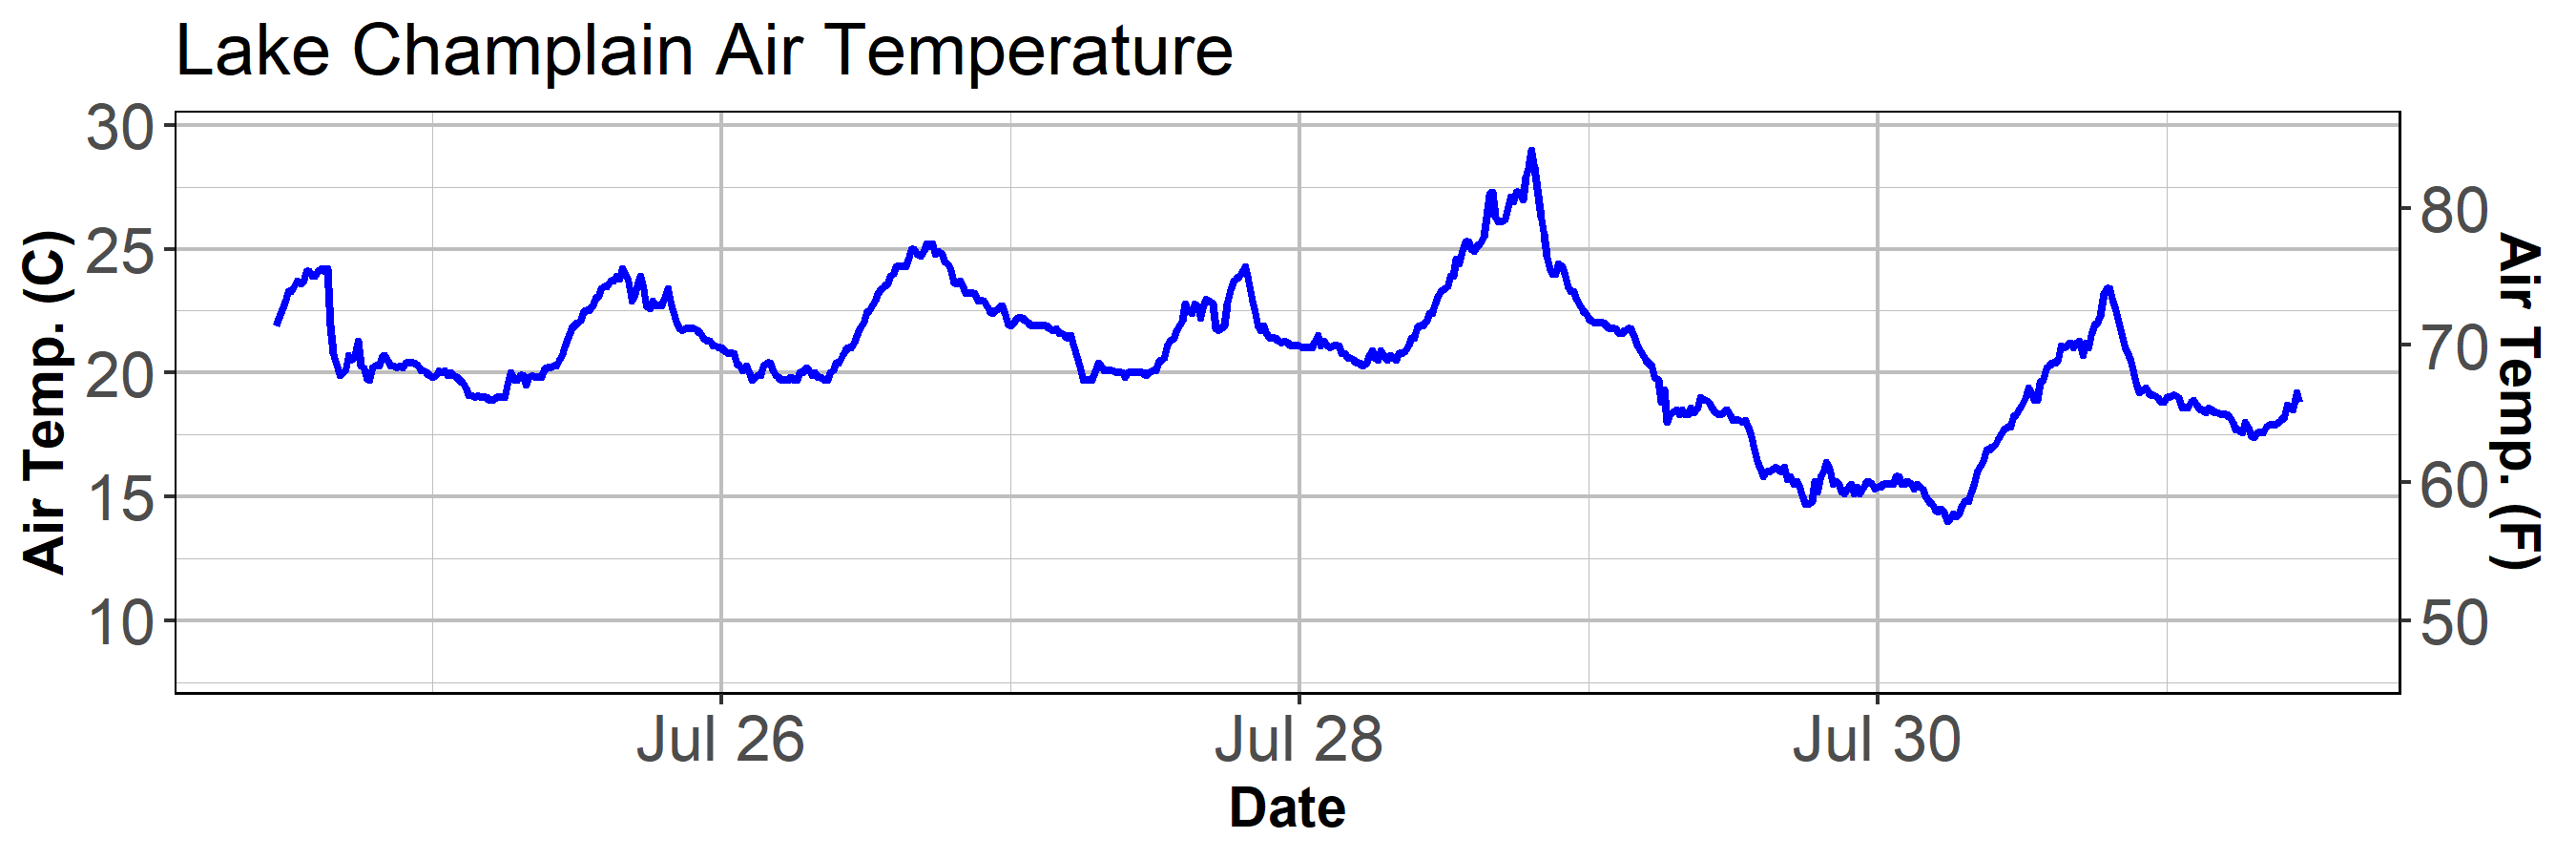 Lake Champlain Air Temperature
30
25
20
15
10
Air Temp. (C)
80
70
60
50
Air Temp. (F)
Jul 26 Jul 28 Jul 30
Date